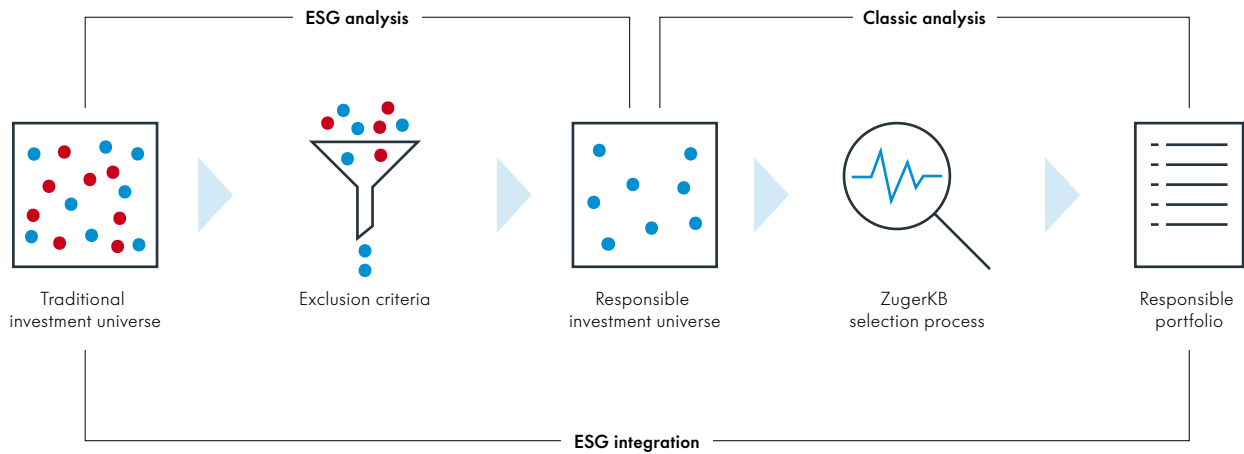 ESG analysis
Classic analysis
Traditional
investment universe
Exclusion criteria
Responsible
investment universe
ZugerKB
selection process
Responsible
portfolio
ESG integration